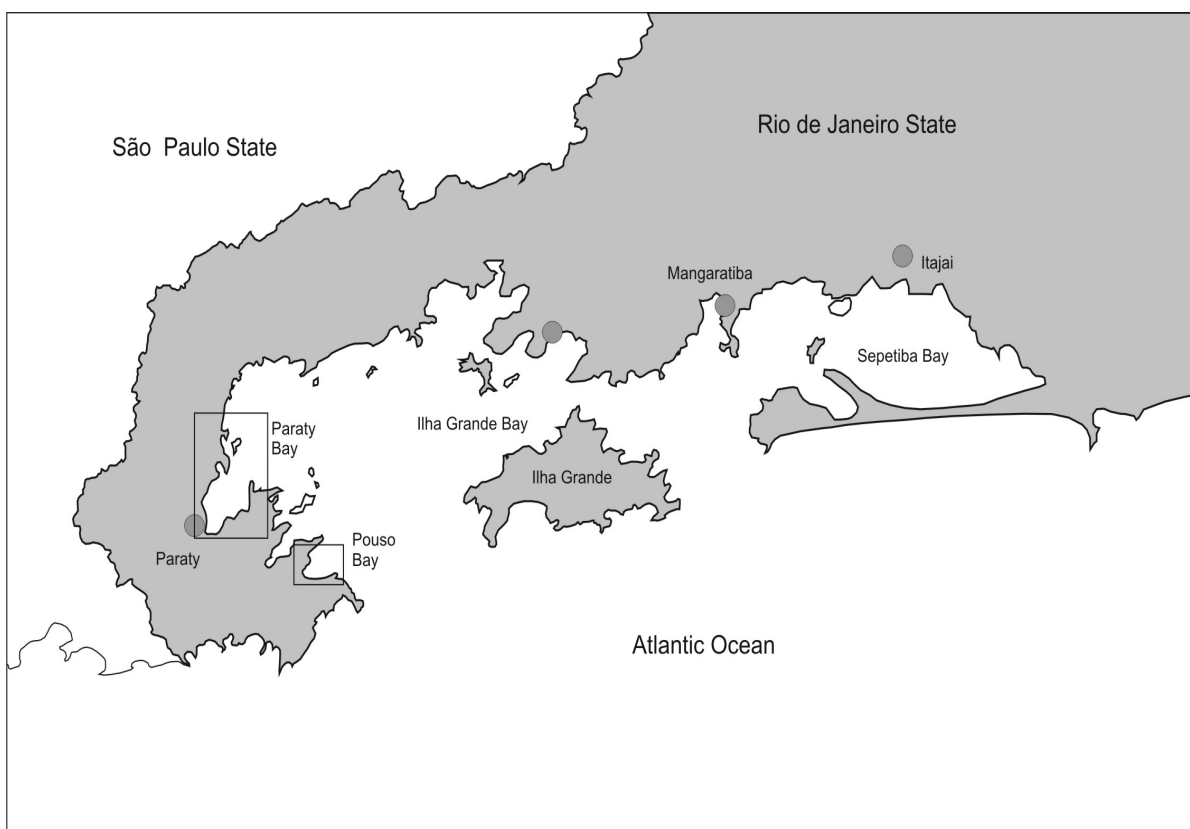 Rio de Janeiro State
São Paulo State
Itajai
Mangaratiba
Sepetiba Bay
Paraty
Bay
Ilha Grande Bay
Ilha Grande
Pouso
Bay
Paraty
Atlantic Ocean